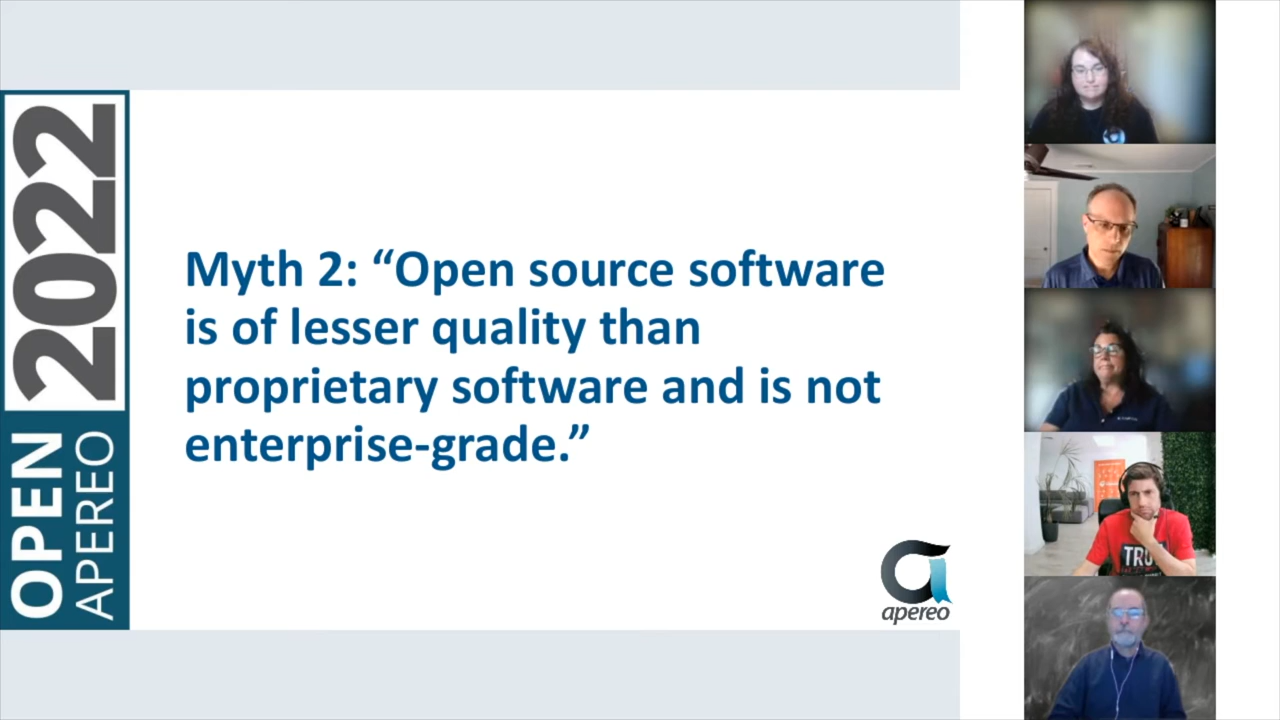 OPEN 2022
APEREO
Myth 2: “Open source software
is of lesser quality than
proprietary software and is not
enterprise-grade.”
apereo
TRU